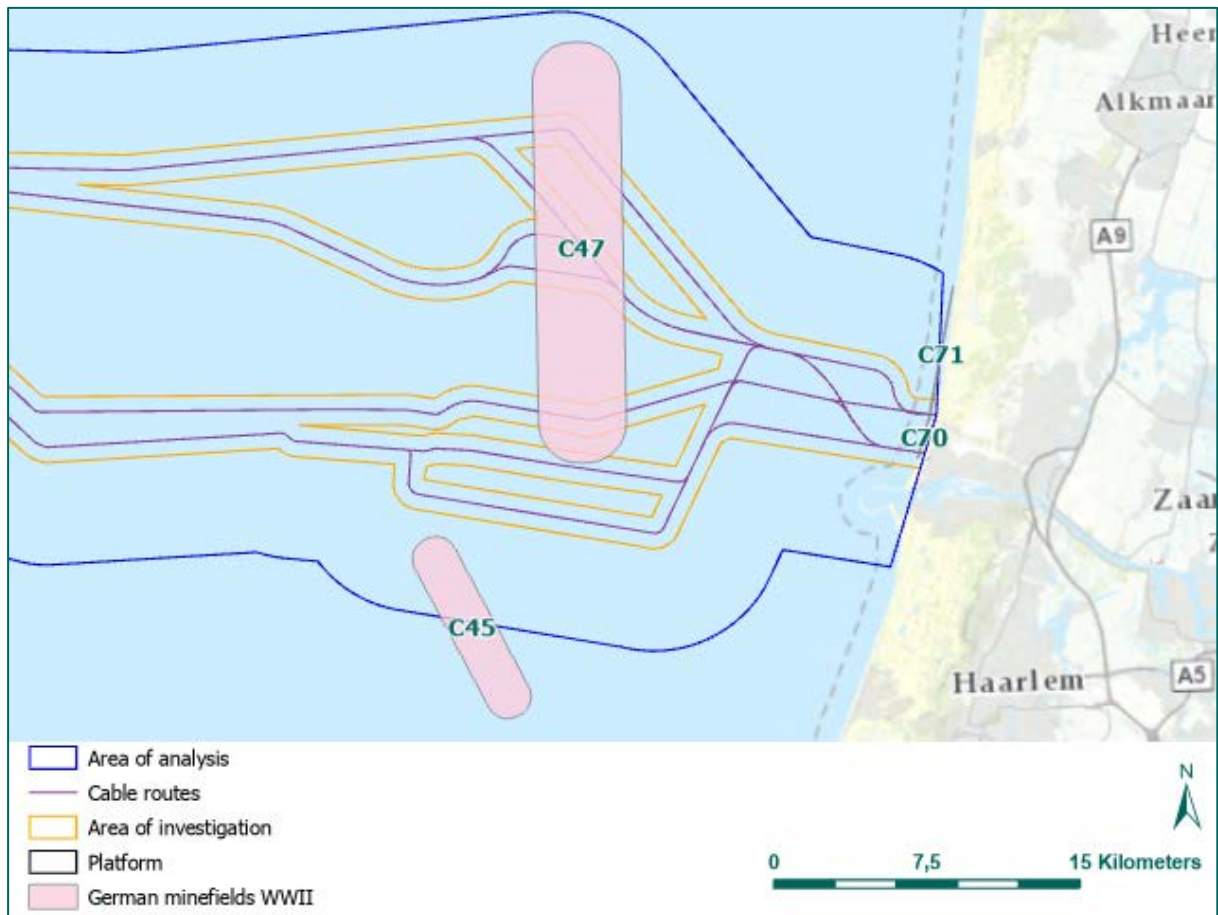 Heer
Alkmaar
A9
C47
C71
C70
Zaan
Z
C45
Haarlem
A5
Area of analysis
Cable routes
Area of investigation
Platform
German minefields WWII
N
0 7,5 15 Kilometers